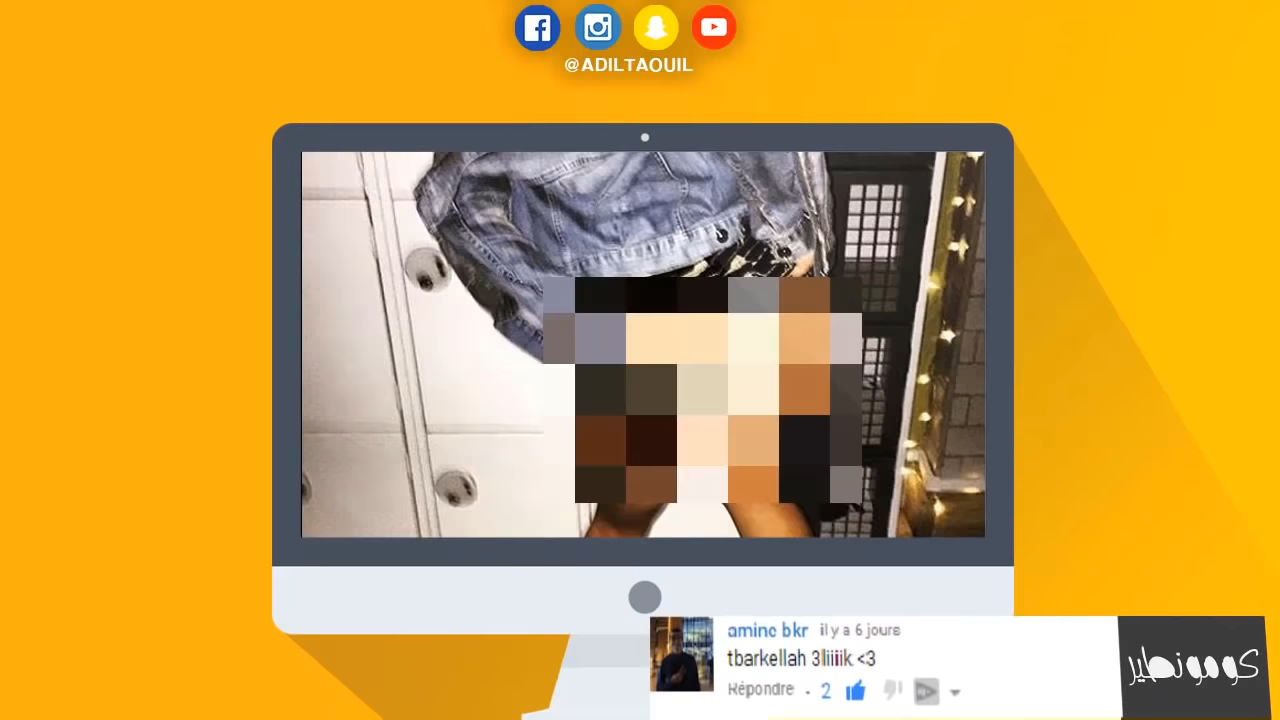 @ADILTAOUIL
amine bkr il y a 6 jours
tbarkellah 3liiiik <3
Répondre · 2
كومونطير